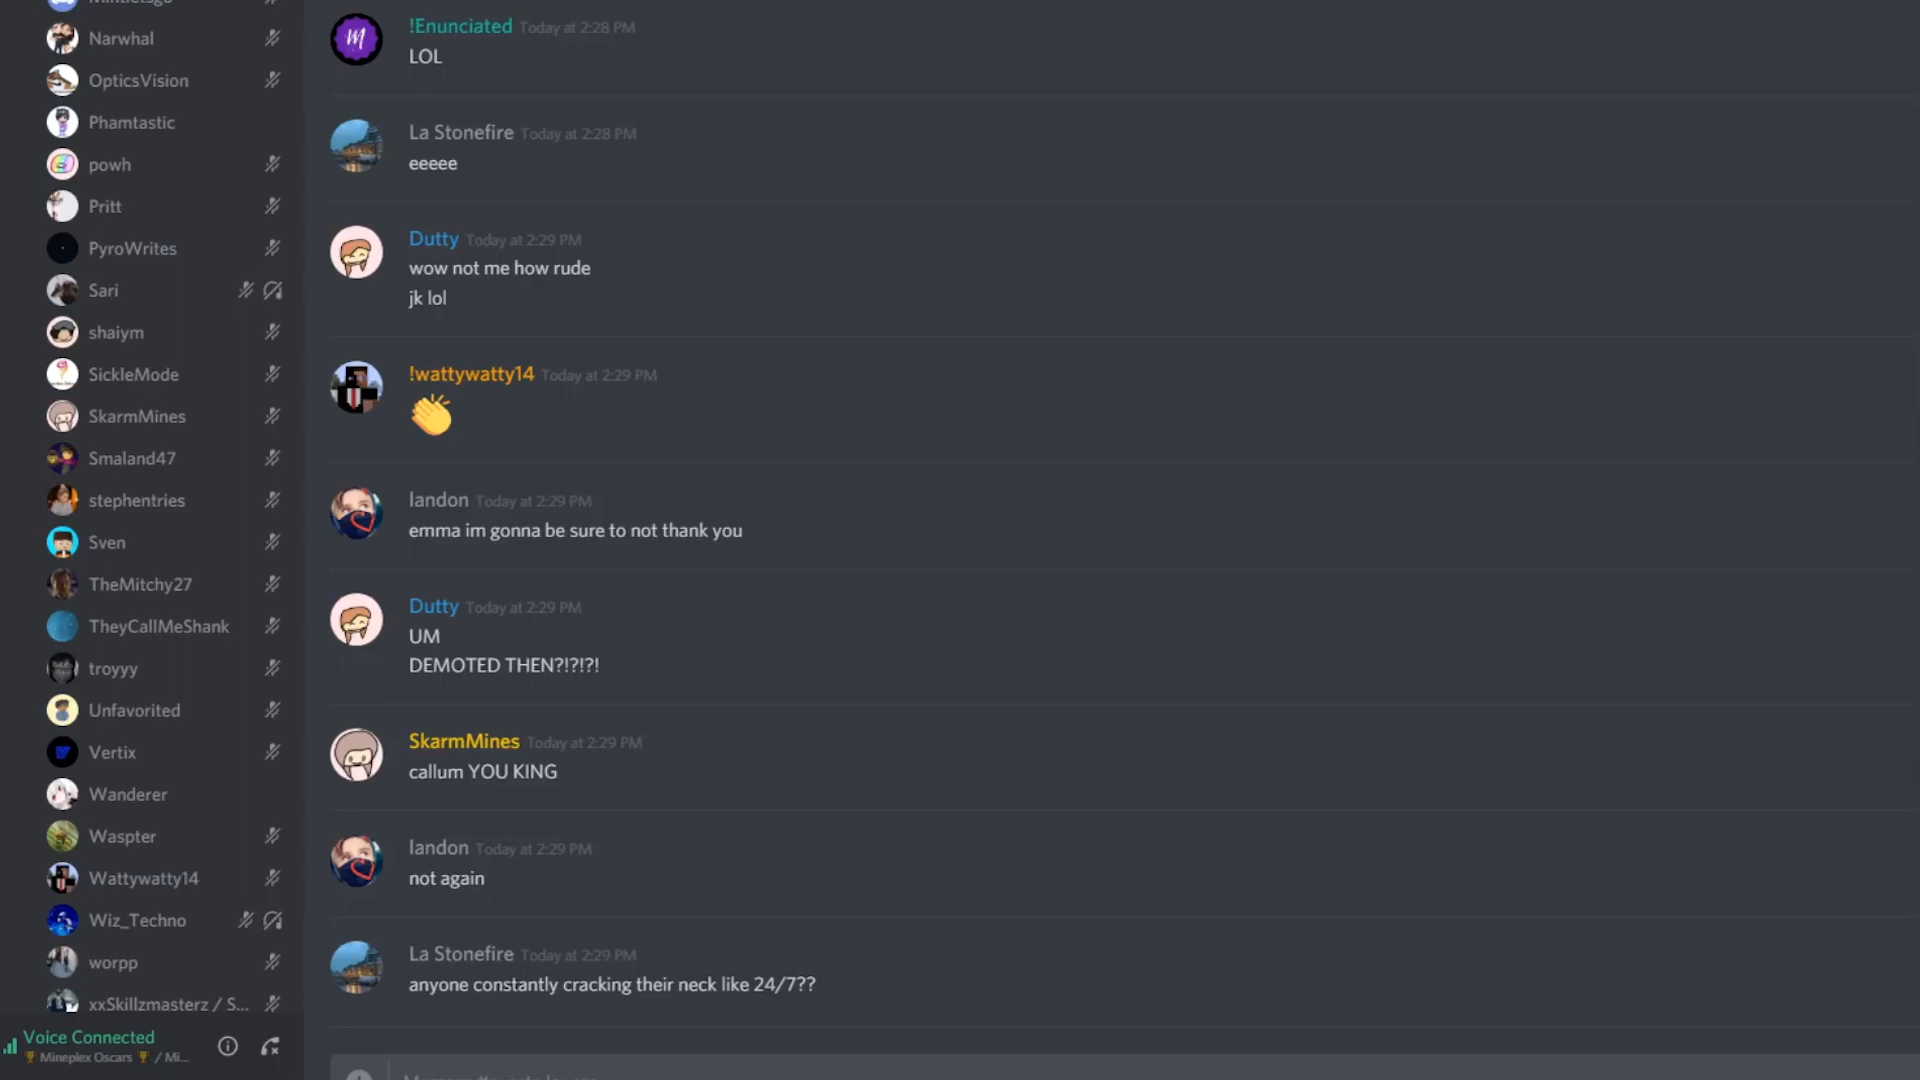 Narwhal
OpticsVision
Phamtastic
powh
Pritt
PyroWrites
Sari
shaiym
SickleMode
SkarmMines
Smaland47
stephentries
Sven
TheMitchy27
TheyCallMeShank
troyyy
Unfavorited
Vertix
Wanderer
Waspter
Wattywatty14
Wiz_Techno
worpp
xxSkillzmasterz / S...
Voice Connected
Mineplex Oscars / Mi...
!Enunciated Today at 2:28 PM
LOL
La Stonefire Today at 2:28 PM
eeeee
Dutty Today at 2:29 PM
wow not me how rude
jk lol
!wattywatty14 Today at 2:29 PM
landon Today at 2:29 PM
emma im gonna be sure to not thank you
Dutty Today at 2:29 PM
UM
DEMOTED THEN?!?!?!
SkarmMines Today at 2:29 PM
callum YOU KING
landon Today at 2:29 PM
not again
La Stonefire Today at 2:29 PM
anyone constantly cracking their neck like 24/7??